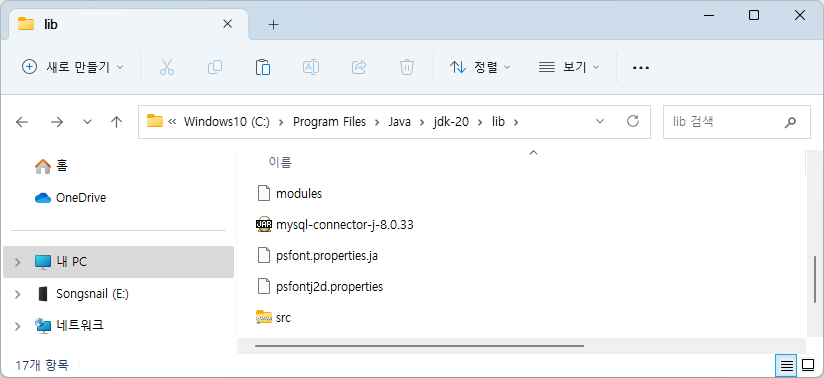 lib
새로 만들기
정렬
보기
« Windows10 (C:) > Program Files > Java > jdk-20 > lib >
lib 검색
홈
OneDrive
내 PC
Songsnail (E:)
네트워크
이름
modules
JAR mysql-connector-j-8.0.33
psfont.properties.ja
psfontj2d.properties
src
17개 항목